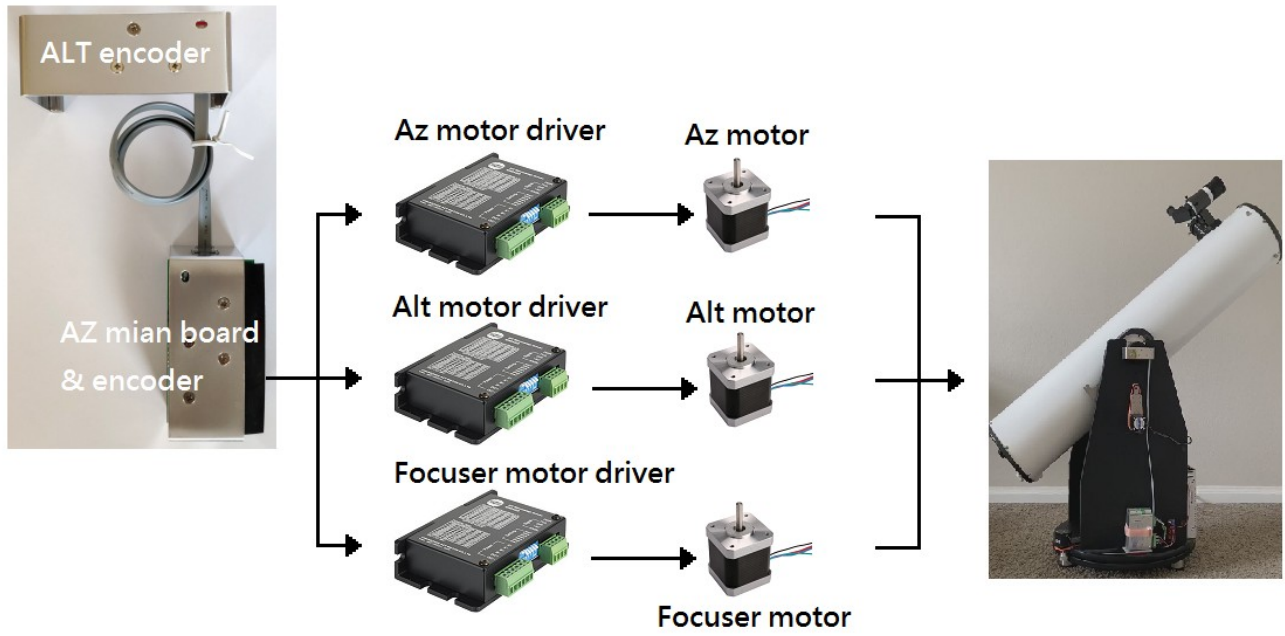 ALT encoder
Az motor driver
Az motor
AZ mian board
& encoder
Alt motor driver
Alt motor
Focuser motor driver
Focuser motor